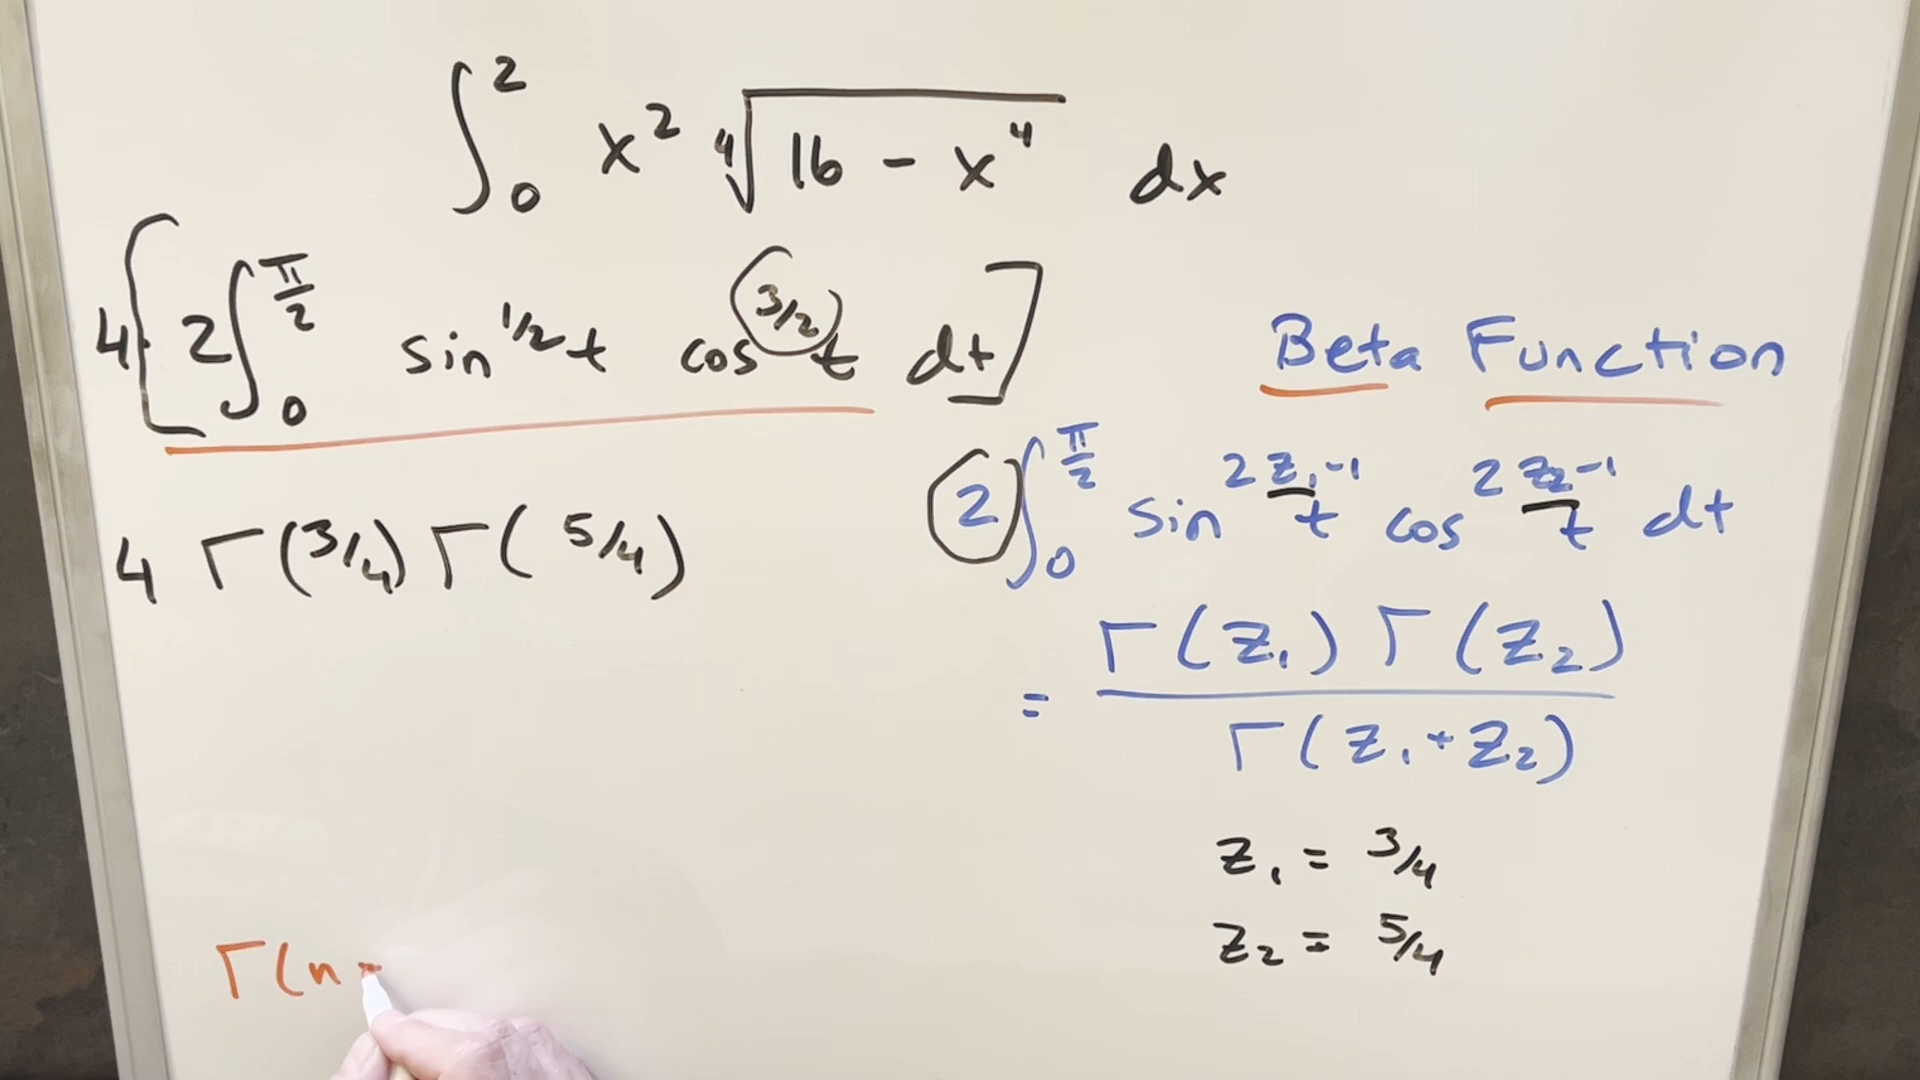 ∫₀² x² ∜(16 - x⁴) dx
4·[2∫₀^(π/2) sin^(1/2) t cos^(3/2) t dt]
4 Γ(3/4) Γ(5/4)
Γ(n
Beta Function
2∫₀^(π/2) sin^(2z₁-1) t cos^(2z₂-1) t dt
= Γ(z₁) Γ(z₂) / Γ(z₁+z₂)
z₁ = 3/4
z₂ = 5/4